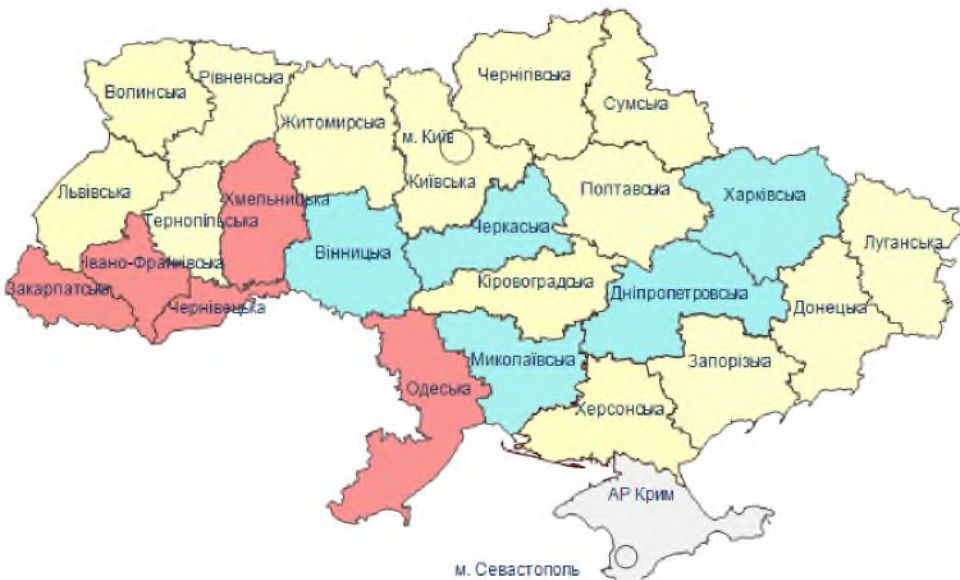 Чернігівська
Рівненська
Волинська
Сумська
Житомирська
м. Київ
Київська
Полтавська
Львівська
Хмельницька
Харківська
Тернопільська
Черкаська
Луганська
Вінницька
Івано-Франківська
Кіровоградська
Закарпатська
Дніпропетровська
Чернівецька
Донецька
Миколаївська
Запорізька
Одеська
Херсонська
АР Крим
м. Севастополь